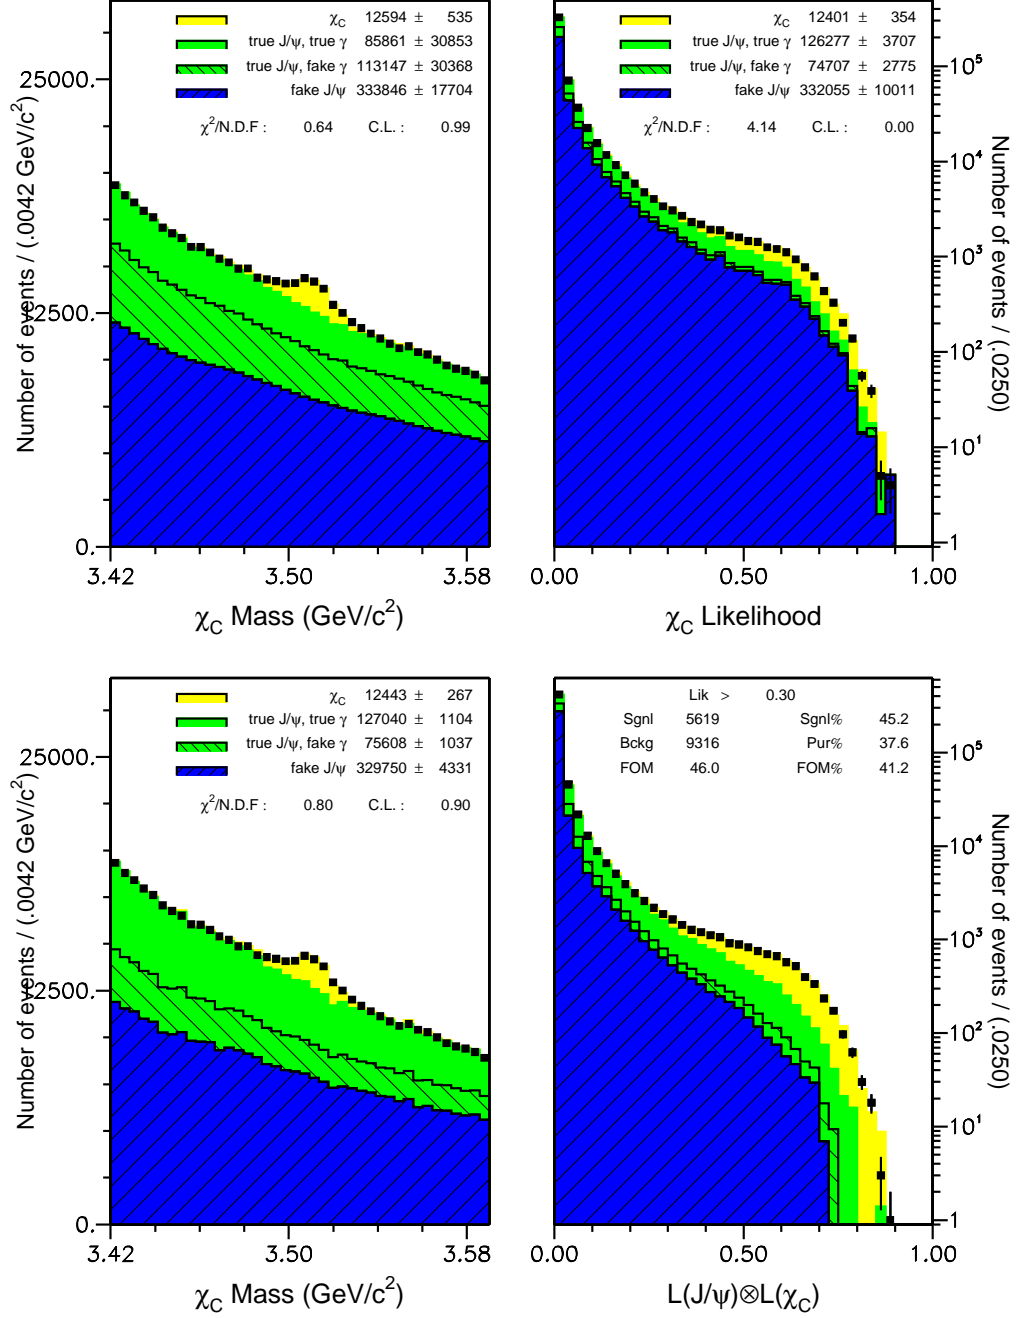 χC 12594 ± 535
true J/ψ, true γ 85861 ± 30853
true J/ψ, fake γ 113147 ± 30368
fake J/ψ 333846 ± 17704
χ²/N.D.F : 0.64 C.L. : 0.99
25000.
12500.
0.
3.42 3.50 3.58
Number of events / (.0042 GeV/c²)
χC Mass (GeV/c²)
χC 12401 ± 354
true J/ψ, true γ 126277 ± 3707
true J/ψ, fake γ 74707 ± 2775
fake J/ψ 332055 ± 10011
χ²/N.D.F : 4.14 C.L. : 0.00
10⁵
10⁴
10³
10²
10¹
1
0.00 0.50 1.00
Number of events / (.0250)
χC Likelihood
χC 12443 ± 267
true J/ψ, true γ 127040 ± 1104
true J/ψ, fake γ 75608 ± 1037
fake J/ψ 329750 ± 4331
χ²/N.D.F : 0.80 C.L. : 0.90
25000.
12500.
0.
3.42 3.50 3.58
Number of events / (.0042 GeV/c²)
χC Mass (GeV/c²)
Lik > 0.30
Sgnl 5619 Sgnl% 45.2
Bckg 9316 Pur% 37.6
FOM 46.0 FOM% 41.2
10⁵
10⁴
10³
10²
10¹
1
0.00 0.50 1.00
Number of events / (.0250)
L(J/ψ)⊗L(χC)